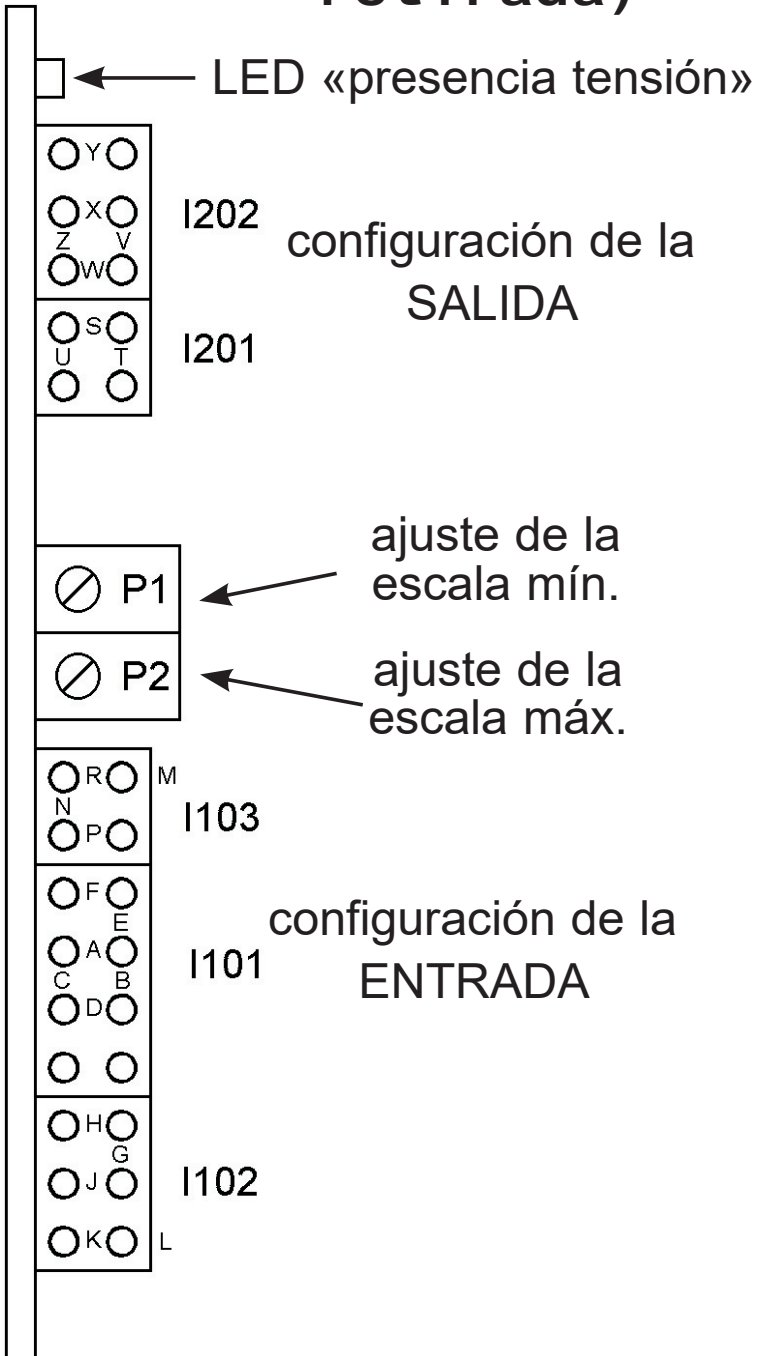 LED «presencia tensión»
Y
X
I202
Z V
W
configuración de la
SALIDA
S
U T
I201
ajuste de la
escala mín.
P1
P2
ajuste de la
escala máx.
R M
N
P
I103
F
E
A
C B
D
I101
configuración de la
ENTRADA
H
G
J
I102
K L